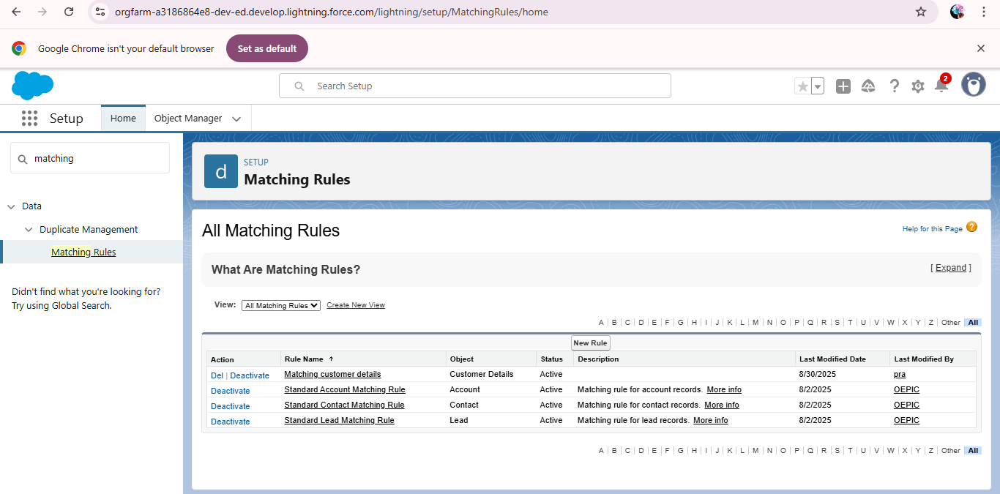 orgfarm-a3186864e8-dev-ed.develop.lightning.force.com/lightning/setup/MatchingRules/home
Google Chrome isn't your default browser Set as default
Search Setup
2
Setup Home Object Manager
matching
Data
Duplicate Management
Matching Rules
Didn't find what you're looking for?
Try using Global Search.
d
SETUP
Matching Rules
All Matching Rules
Help for this Page ?
What Are Matching Rules?
[ Expand ]
View: All Matching Rules Create New View
A B C D E F G H I J K L M N O P Q R S T U V W X Y Z Other All
New Rule
Action Rule Name ↑ Object Status Description Last Modified Date Last Modified By
Del | Deactivate Matching customer details Customer Details Active 8/30/2025 pra
Deactivate Standard Account Matching Rule Account Active Matching rule for account records. More info 8/2/2025 OEPIC
Deactivate Standard Contact Matching Rule Contact Active Matching rule for contact records. More info 8/2/2025 OEPIC
Deactivate Standard Lead Matching Rule Lead Active Matching rule for lead records. More info 8/2/2025 OEPIC
A B C D E F G H I J K L M N O P Q R S T U V W X Y Z Other All